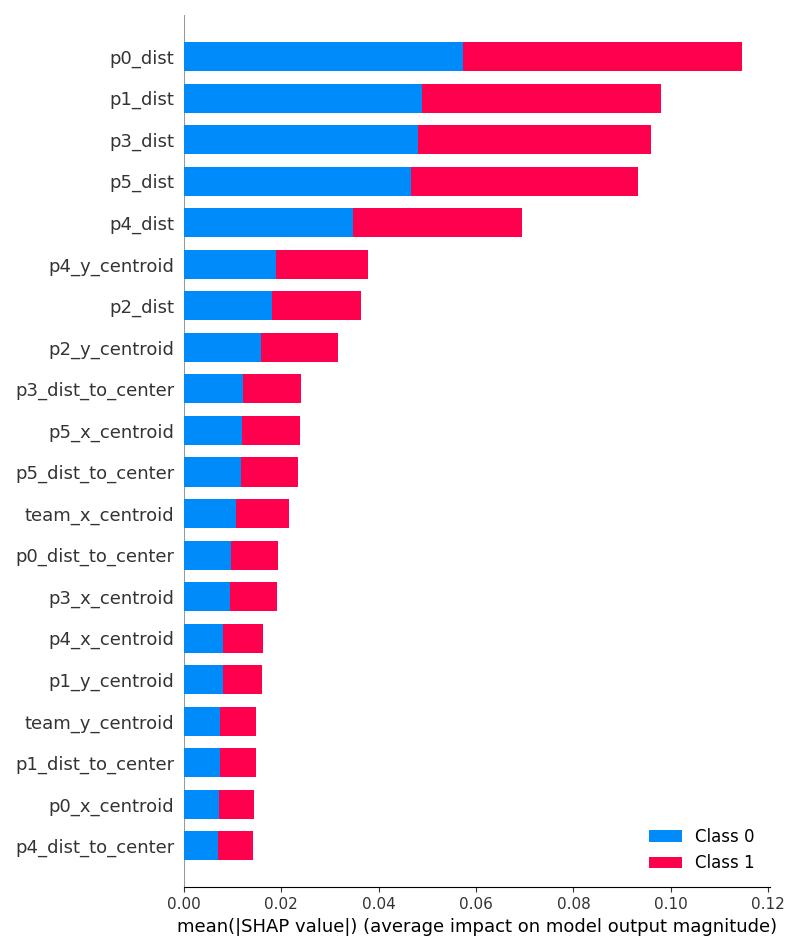 p0_dist
p1_dist
p3_dist
p5_dist
p4_dist
p4_y_centroid
p2_dist
p2_y_centroid
p3_dist_to_center
p5_x_centroid
p5_dist_to_center
team_x_centroid
p0_dist_to_center
p3_x_centroid
p4_x_centroid
p1_y_centroid
team_y_centroid
p1_dist_to_center
p0_x_centroid
p4_dist_to_center
Class 0
Class 1
0.00 0.02 0.04 0.06 0.08 0.10 0.12
mean(|SHAP value|) (average impact on model output magnitude)